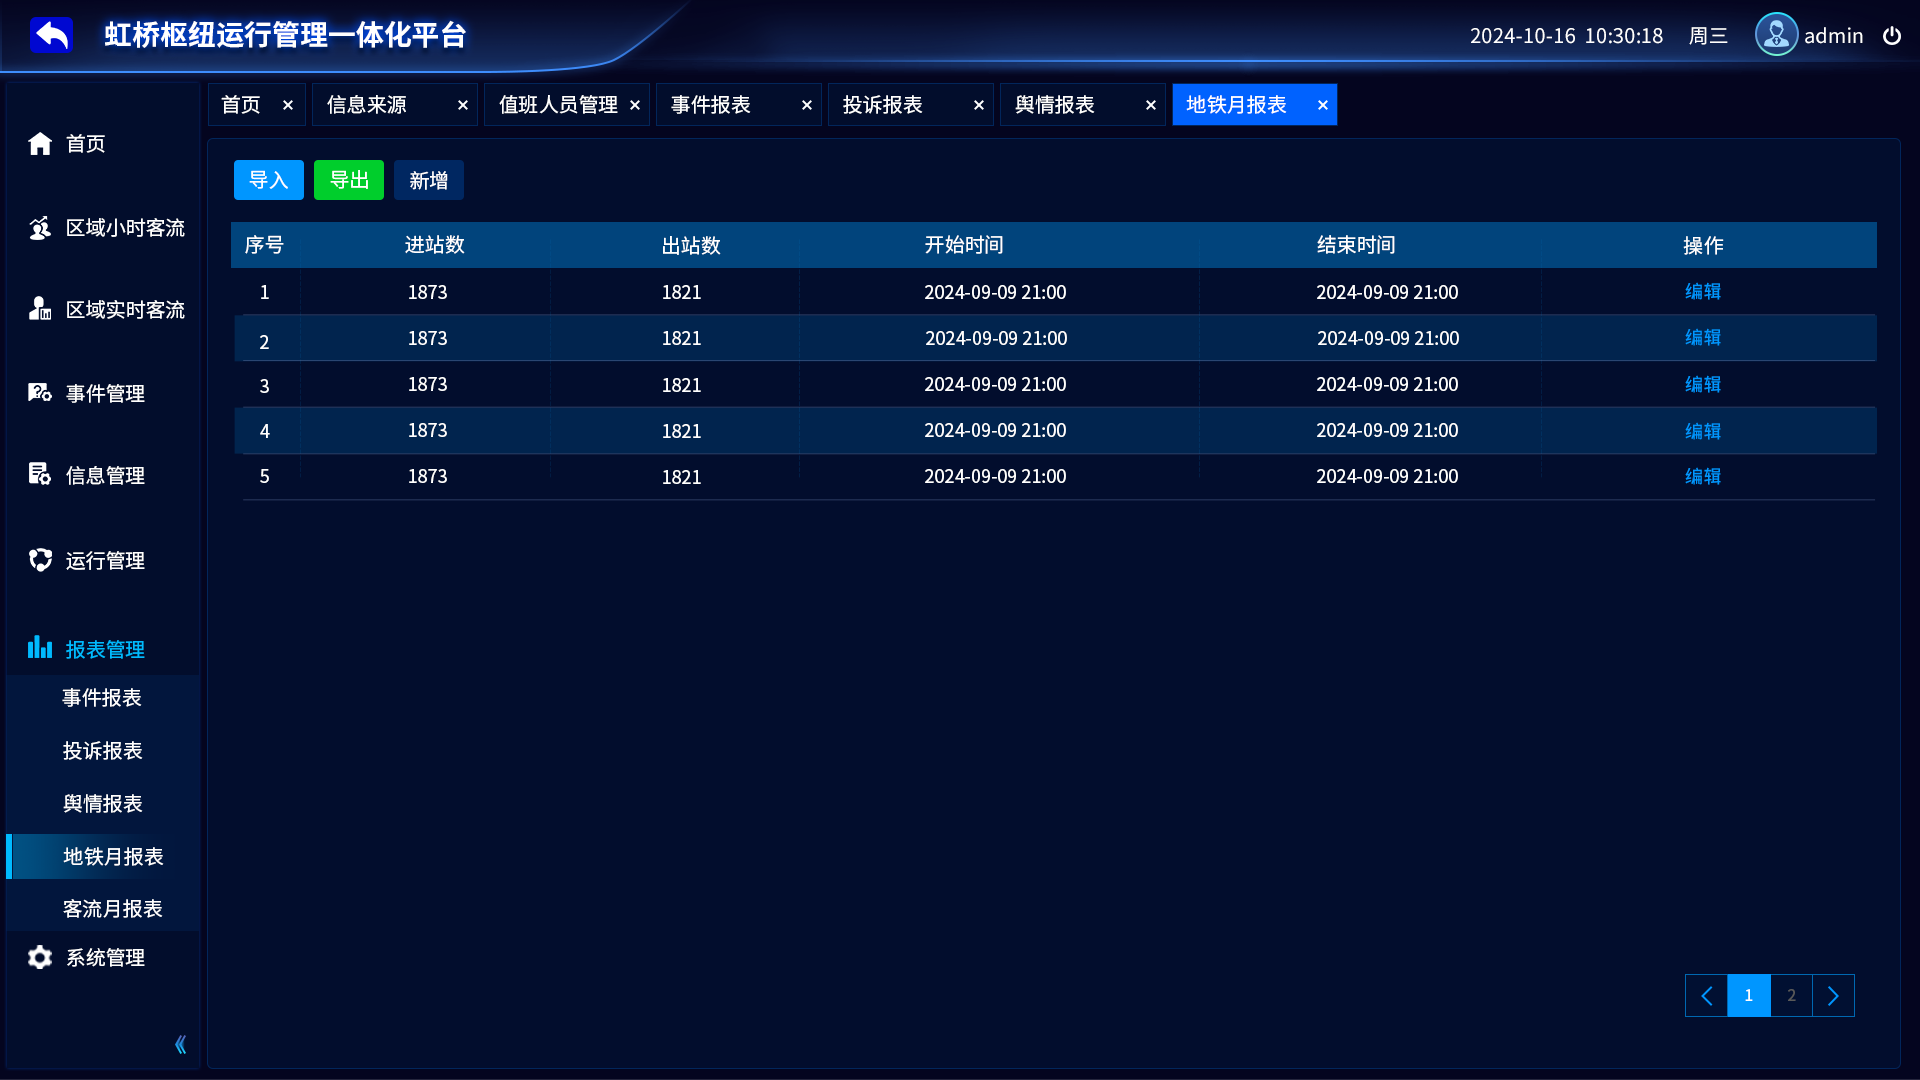 虹桥枢纽运行管理一体化平台
2024-10-16 10:30:18 周三 admin
首页 × 信息来源 × 值班人员管理 × 事件报表 × 投诉报表 × 舆情报表 × 地铁月报表 ×
首页
区域小时客流
区域实时客流
事件管理
信息管理
运行管理
报表管理
事件报表
投诉报表
舆情报表
地铁月报表
客流月报表
系统管理
导入 导出 新增
序号 进站数 出站数 开始时间 结束时间 操作
1 1873 1821 2024-09-09 21:00 2024-09-09 21:00 编辑
2 1873 1821 2024-09-09 21:00 2024-09-09 21:00 编辑
3 1873 1821 2024-09-09 21:00 2024-09-09 21:00 编辑
4 1873 1821 2024-09-09 21:00 2024-09-09 21:00 编辑
5 1873 1821 2024-09-09 21:00 2024-09-09 21:00 编辑
1 2